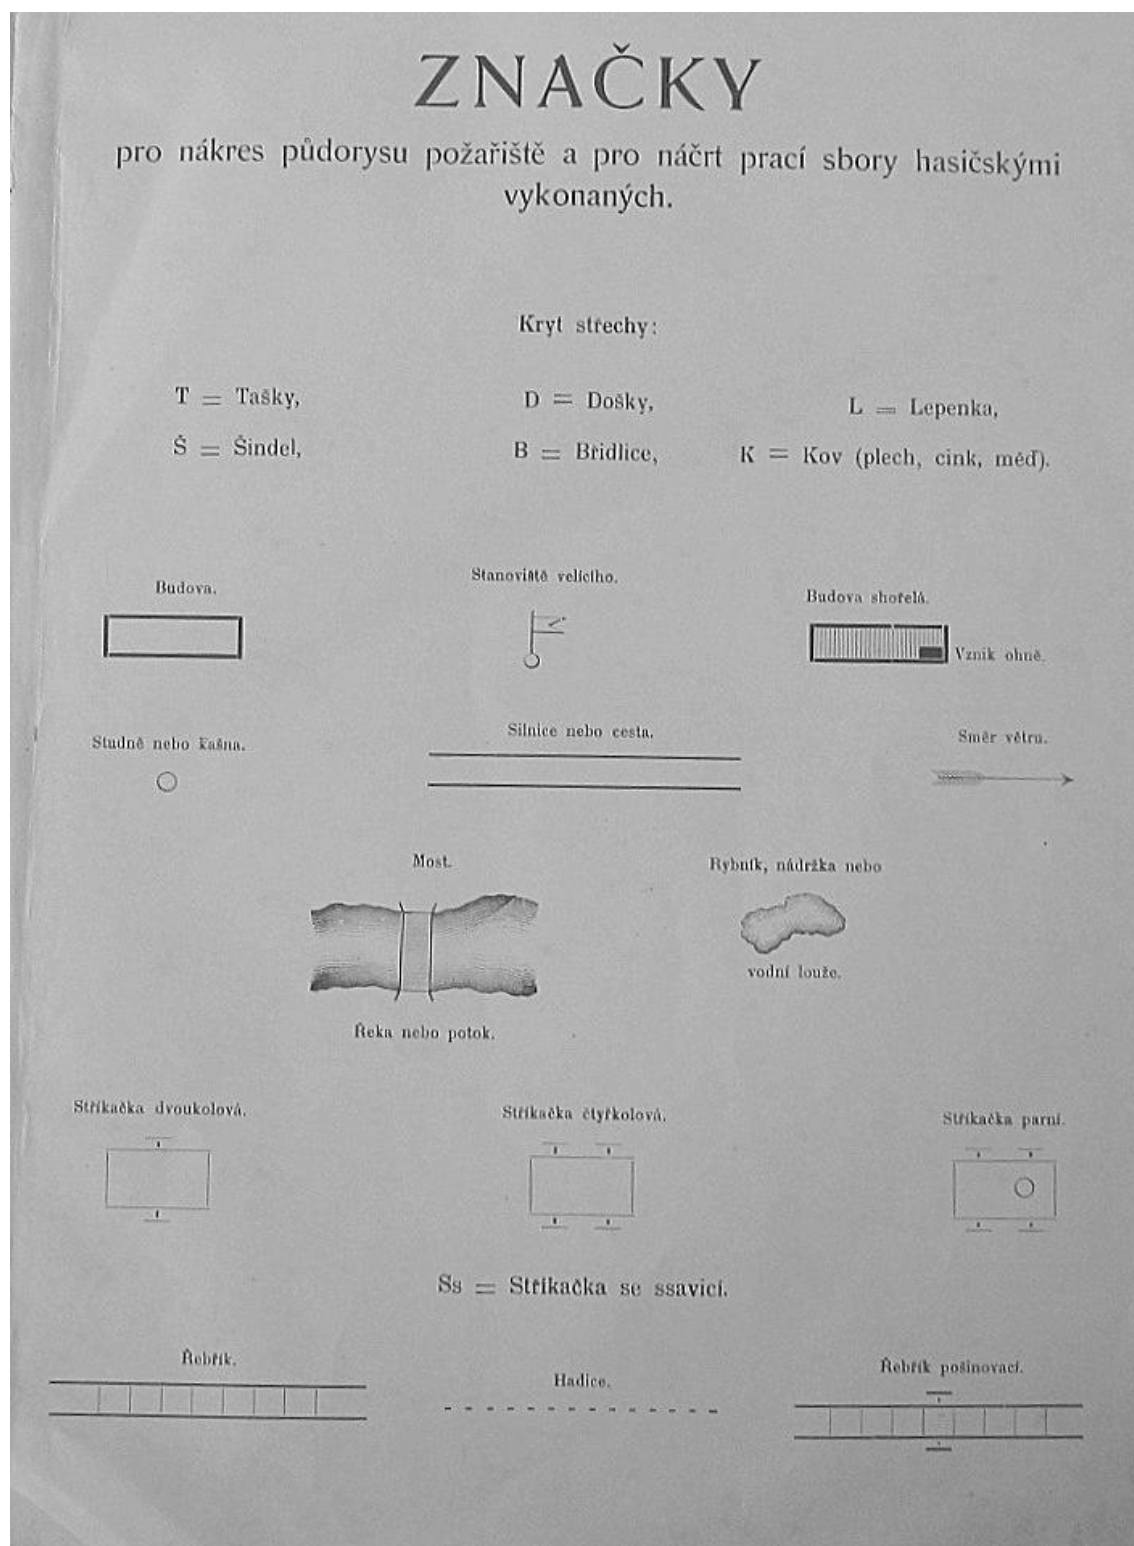 ZNAČKY
pro nákres půdorysu požařiště a pro náčrt prací sbory hasičskými
vykonaných.
Kryt střechy:
T = Tašky,
D = Došky,
L = Lepenka,
Š = Šindel,
B = Břidlice,
K = Kov (plech, cink, měď).
Budova.
Stanoviště velícího.
Budova shořelá.
Vznik ohně.
Studně nebo kašna.
Silnice nebo cesta.
Směr větru.
Most.
Rybník, nádržka nebo
vodní louže.
Řeka nebo potok.
Stříkačka dvoukolová.
Stříkačka čtyřkolová.
Stříkačka parní.
Ss = Stříkačka se ssavicí.
Řebřík.
Hadice.
Řebřík pošinovací.